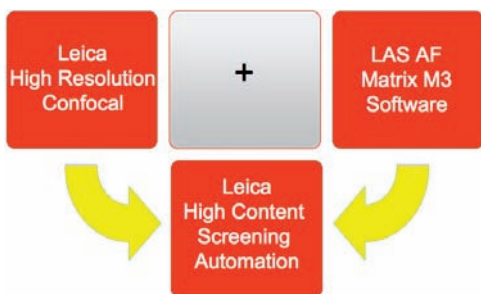 Leica
High Resolution
Confocal
+
LAS AF
Matrix M3
Software
Leica
High Content
Screening
Automation